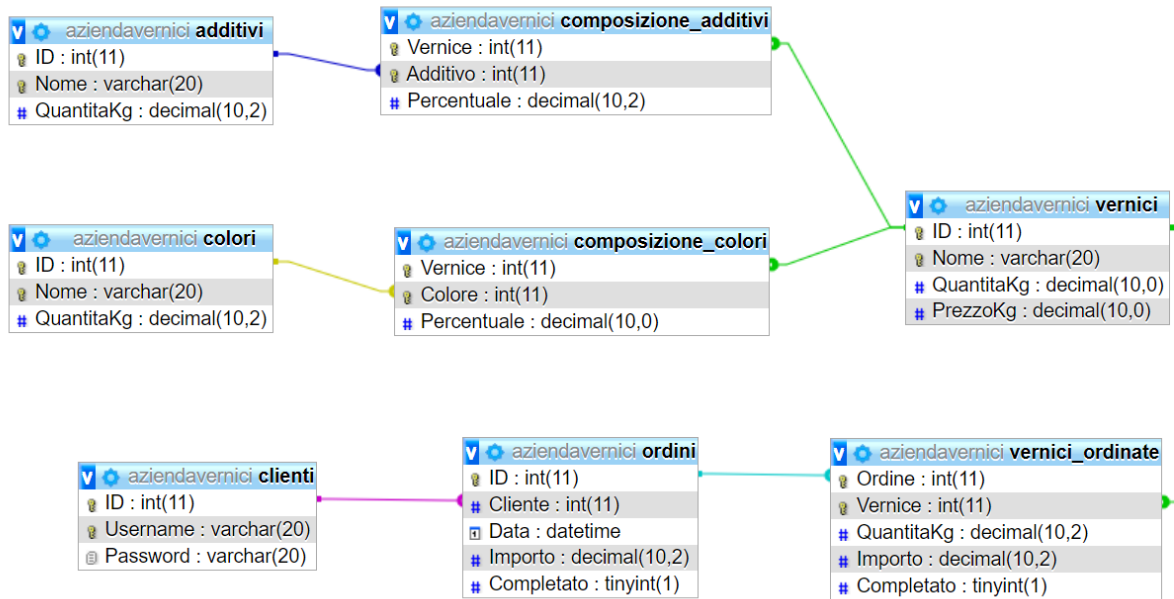 aziendavernici additivi
ID : int(11)
Nome : varchar(20)
QuantitaKg : decimal(10,2)
aziendavernici composizione_additivi
Vernice : int(11)
Additivo : int(11)
Percentuale : decimal(10,2)
aziendavernici colori
ID : int(11)
Nome : varchar(20)
QuantitaKg : decimal(10,2)
aziendavernici composizione_colori
Vernice : int(11)
Colore : int(11)
Percentuale : decimal(10,0)
aziendavernici vernici
ID : int(11)
Nome : varchar(20)
QuantitaKg : decimal(10,0)
PrezzoKg : decimal(10,0)
aziendavernici clienti
ID : int(11)
Username : varchar(20)
Password : varchar(20)
aziendavernici ordini
ID : int(11)
Cliente : int(11)
Data : datetime
Importo : decimal(10,2)
Completato : tinyint(1)
aziendavernici vernici_ordinate
Ordine : int(11)
Vernice : int(11)
QuantitaKg : decimal(10,2)
Importo : decimal(10,2)
Completato : tinyint(1)